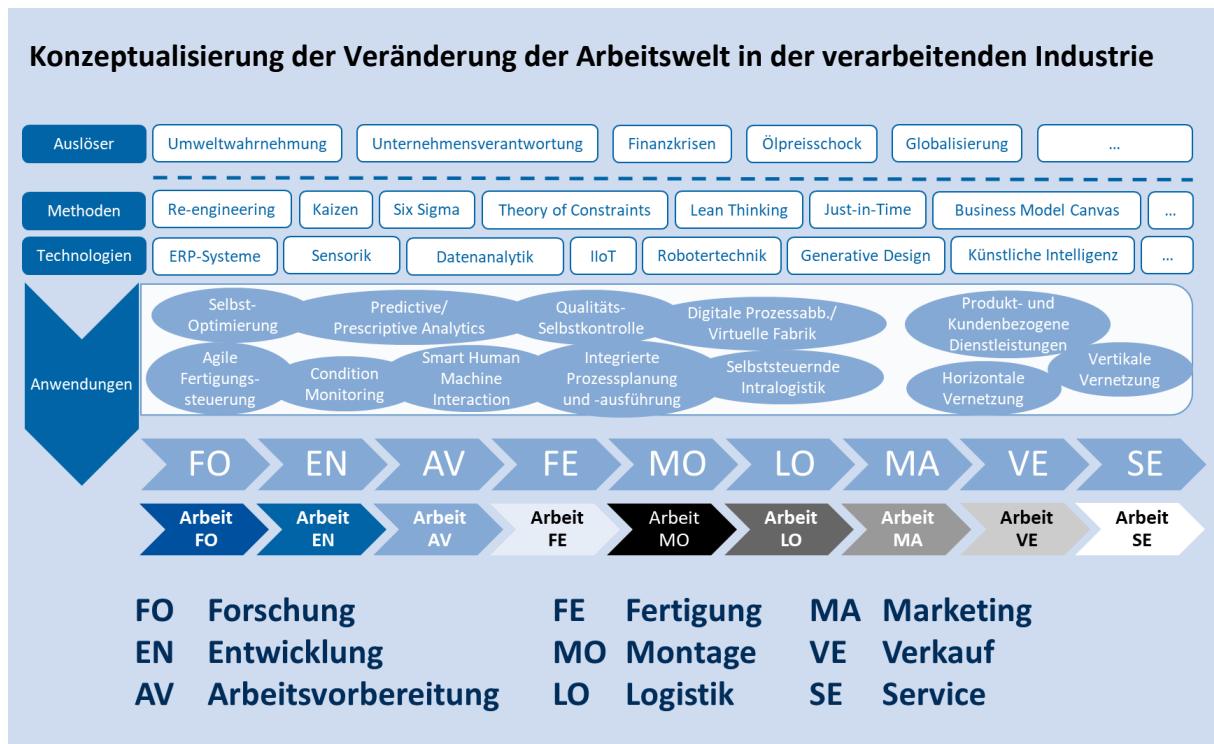 Konzeptualisierung der Veränderung der Arbeitswelt in der verarbeitenden Industrie
Auslöser
Umweltwahrnehmung
Unternehmensverantwortung
Finanzkrisen
Ölpreisschock
Globalisierung
...
Methoden
Re-engineering
Kaizen
Six Sigma
Theory of Constraints
Lean Thinking
Just-in-Time
Business Model Canvas
...
Technologien
ERP-Systeme
Sensorik
Datenanalytik
IIoT
Robotertechnik
Generative Design
Künstliche Intelligenz
...
Anwendungen
Selbst-
Optimierung
Predictive/
Prescriptive Analytics
Qualitäts-
Selbstkontrolle
Digitale Prozessabb./
Virtuelle Fabrik
Produkt- und
Kundenbezogene
Dienstleistungen
Agile
Fertigungs-
steuerung
Condition
Monitoring
Smart Human
Machine
Interaction
Integrierte
Prozessplanung
und -ausführung
Selbststeuernde
Intralogistik
Horizontale
Vernetzung
Vertikale
Vernetzung
FO
EN
AV
FE
MO
LO
MA
VE
SE
Arbeit
FO
Arbeit
EN
Arbeit
AV
Arbeit
FE
Arbeit
MO
Arbeit
LO
Arbeit
MA
Arbeit
VE
Arbeit
SE
FO Forschung
EN Entwicklung
AV Arbeitsvorbereitung
FE Fertigung
MO Montage
LO Logistik
MA Marketing
VE Verkauf
SE Service